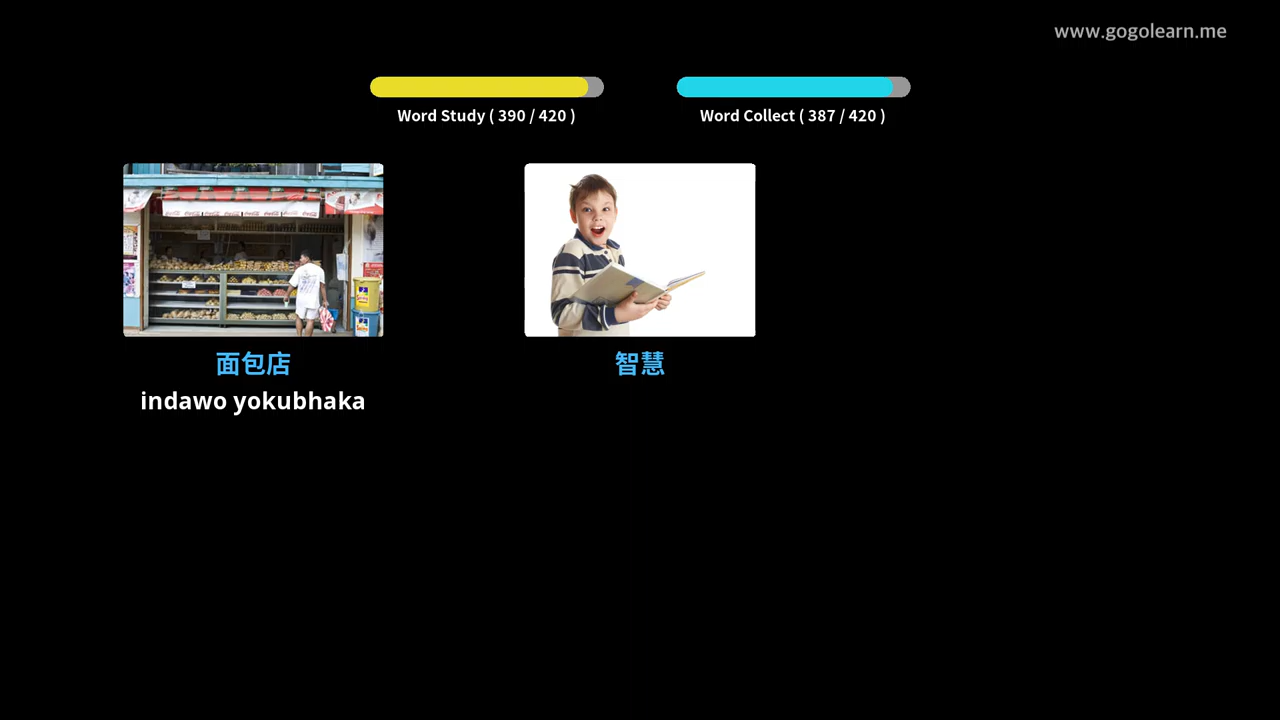 www.gogolearn.me
Word Study ( 390 / 420 )
Word Collect ( 387 / 420 )
面包店
智慧
indawo yokubhaka